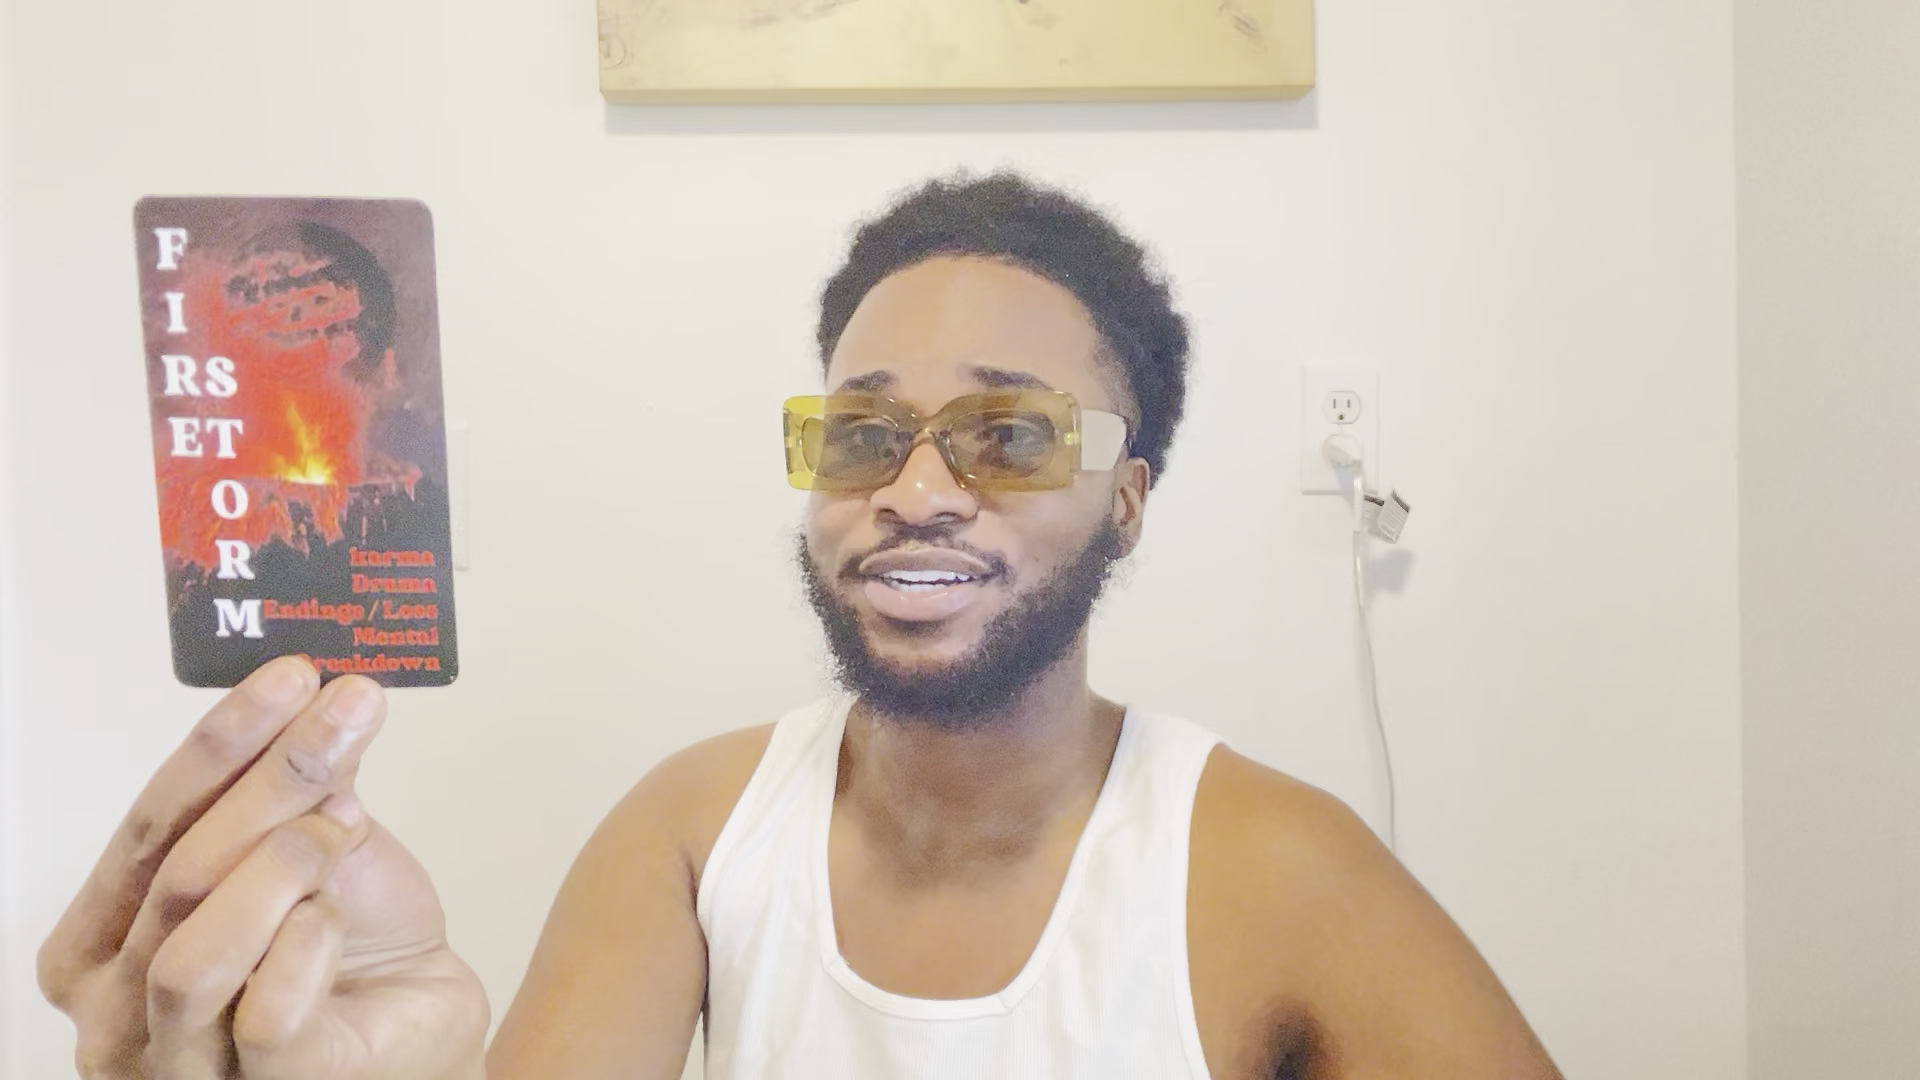 FIRE
STORM
Karma
Drama
Endings / Loss
Mental
Breakdown